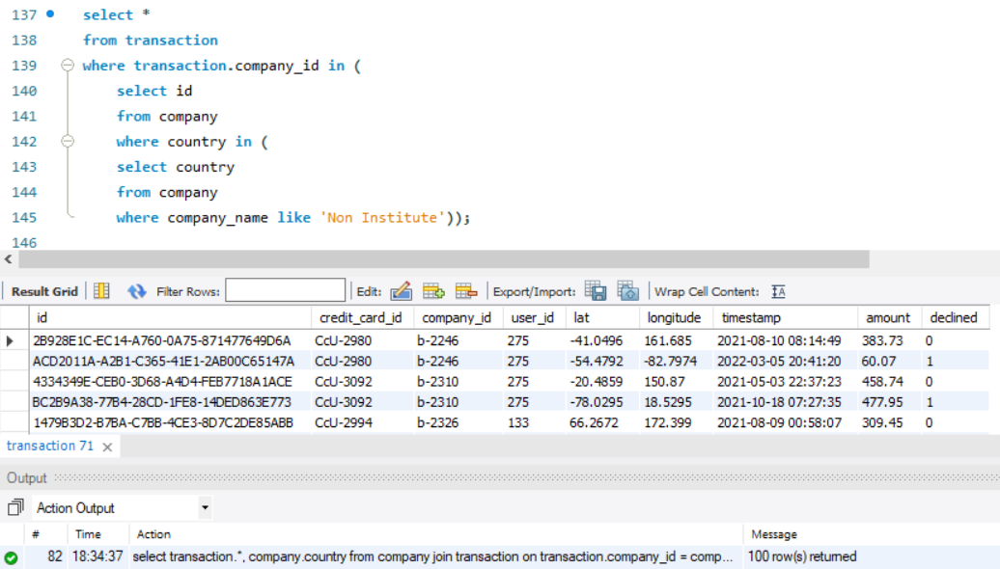 137 select *
138 from transaction
139 where transaction.company_id in (
140 select id
141 from company
142 where country in (
143 select country
144 from company
145 where company_name like 'Non Institute'));
146
Result Grid Filter Rows: Edit: Export/Import: Wrap Cell Content: IA
id credit_card_id company_id user_id lat longitude timestamp amount declined
2B928E1C-EC14-A760-0A75-871477649D6A CcU-2980 b-2246 275 -41.0496 161.685 2021-08-10 08:14:49 383.73 0
ACD2011A-A2B1-C365-41E1-2AB00C65147A CcU-2980 b-2246 275 -54.4792 -82.7974 2022-03-05 20:41:20 60.07 1
4334349E-CEB0-3D68-A4D4-FEB7718A1ACE CcU-3092 b-2310 275 -20.4859 150.87 2021-05-03 22:37:23 458.74 0
BC2B9A38-77B4-28CD-1FE8-14DED863E773 CcU-3092 b-2310 275 -78.0295 18.5295 2021-10-18 07:27:35 477.95 1
1479B3D2-B7BA-C7BB-4CE3-8D7C2DE85ABB CcU-2994 b-2326 133 66.2672 172.399 2021-08-09 00:58:07 309.45 0
transaction 71
Output
Action Output
# Time Action Message
82 18:34:37 select transaction.*, company.country from company join transaction on transaction.company_id = comp... 100 row(s) returned